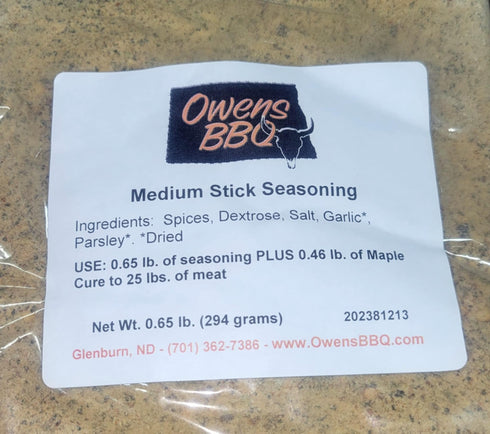 Owens
BBQ
Medium Stick Seasoning
Ingredients: Spices, Dextrose, Salt, Garlic*,
Parsley*. *Dried
USE: 0.65 lb. of seasoning PLUS 0.46 lb. of Maple
Cure to 25 lbs. of meat
Net Wt. 0.65 lb. (294 grams) 202381213
Glenburn, ND - (701) 362-7386 - www.OwensBBQ.com